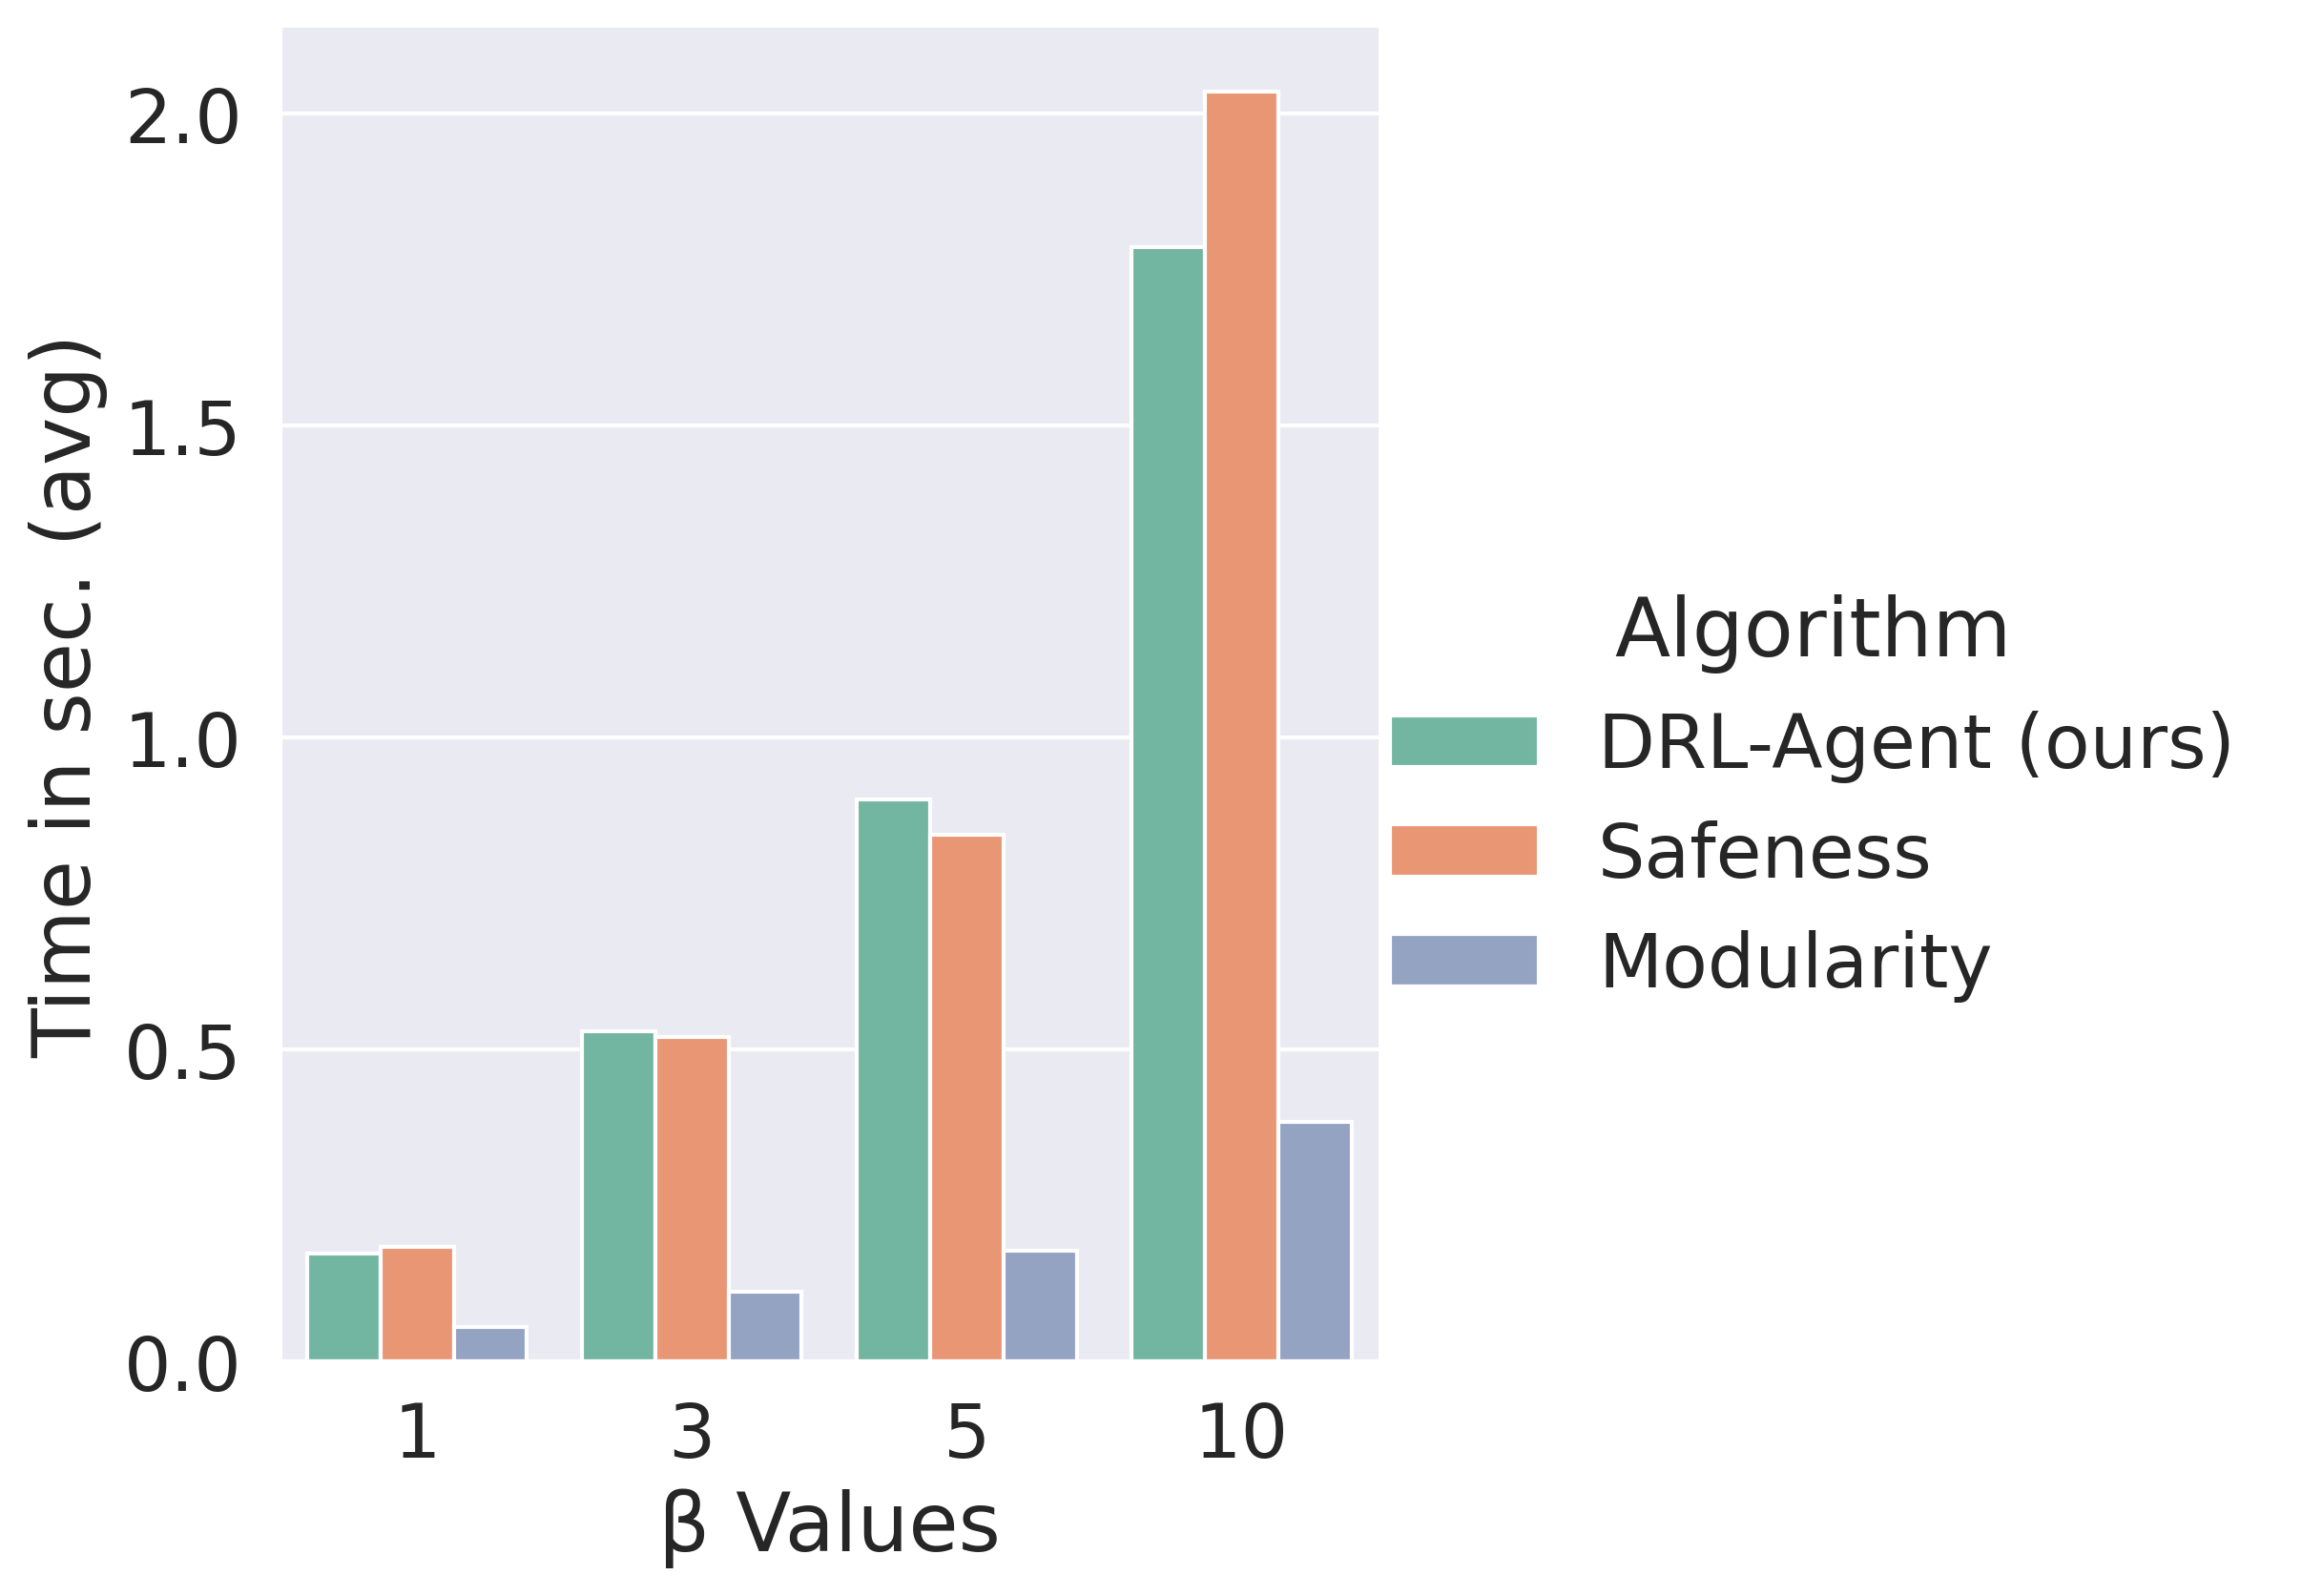 Time in sec. (avg)
2.0
1.5
1.0
0.5
0.0
1 3 5 10
β Values
Algorithm
DRL-Agent (ours)
Safeness
Modularity